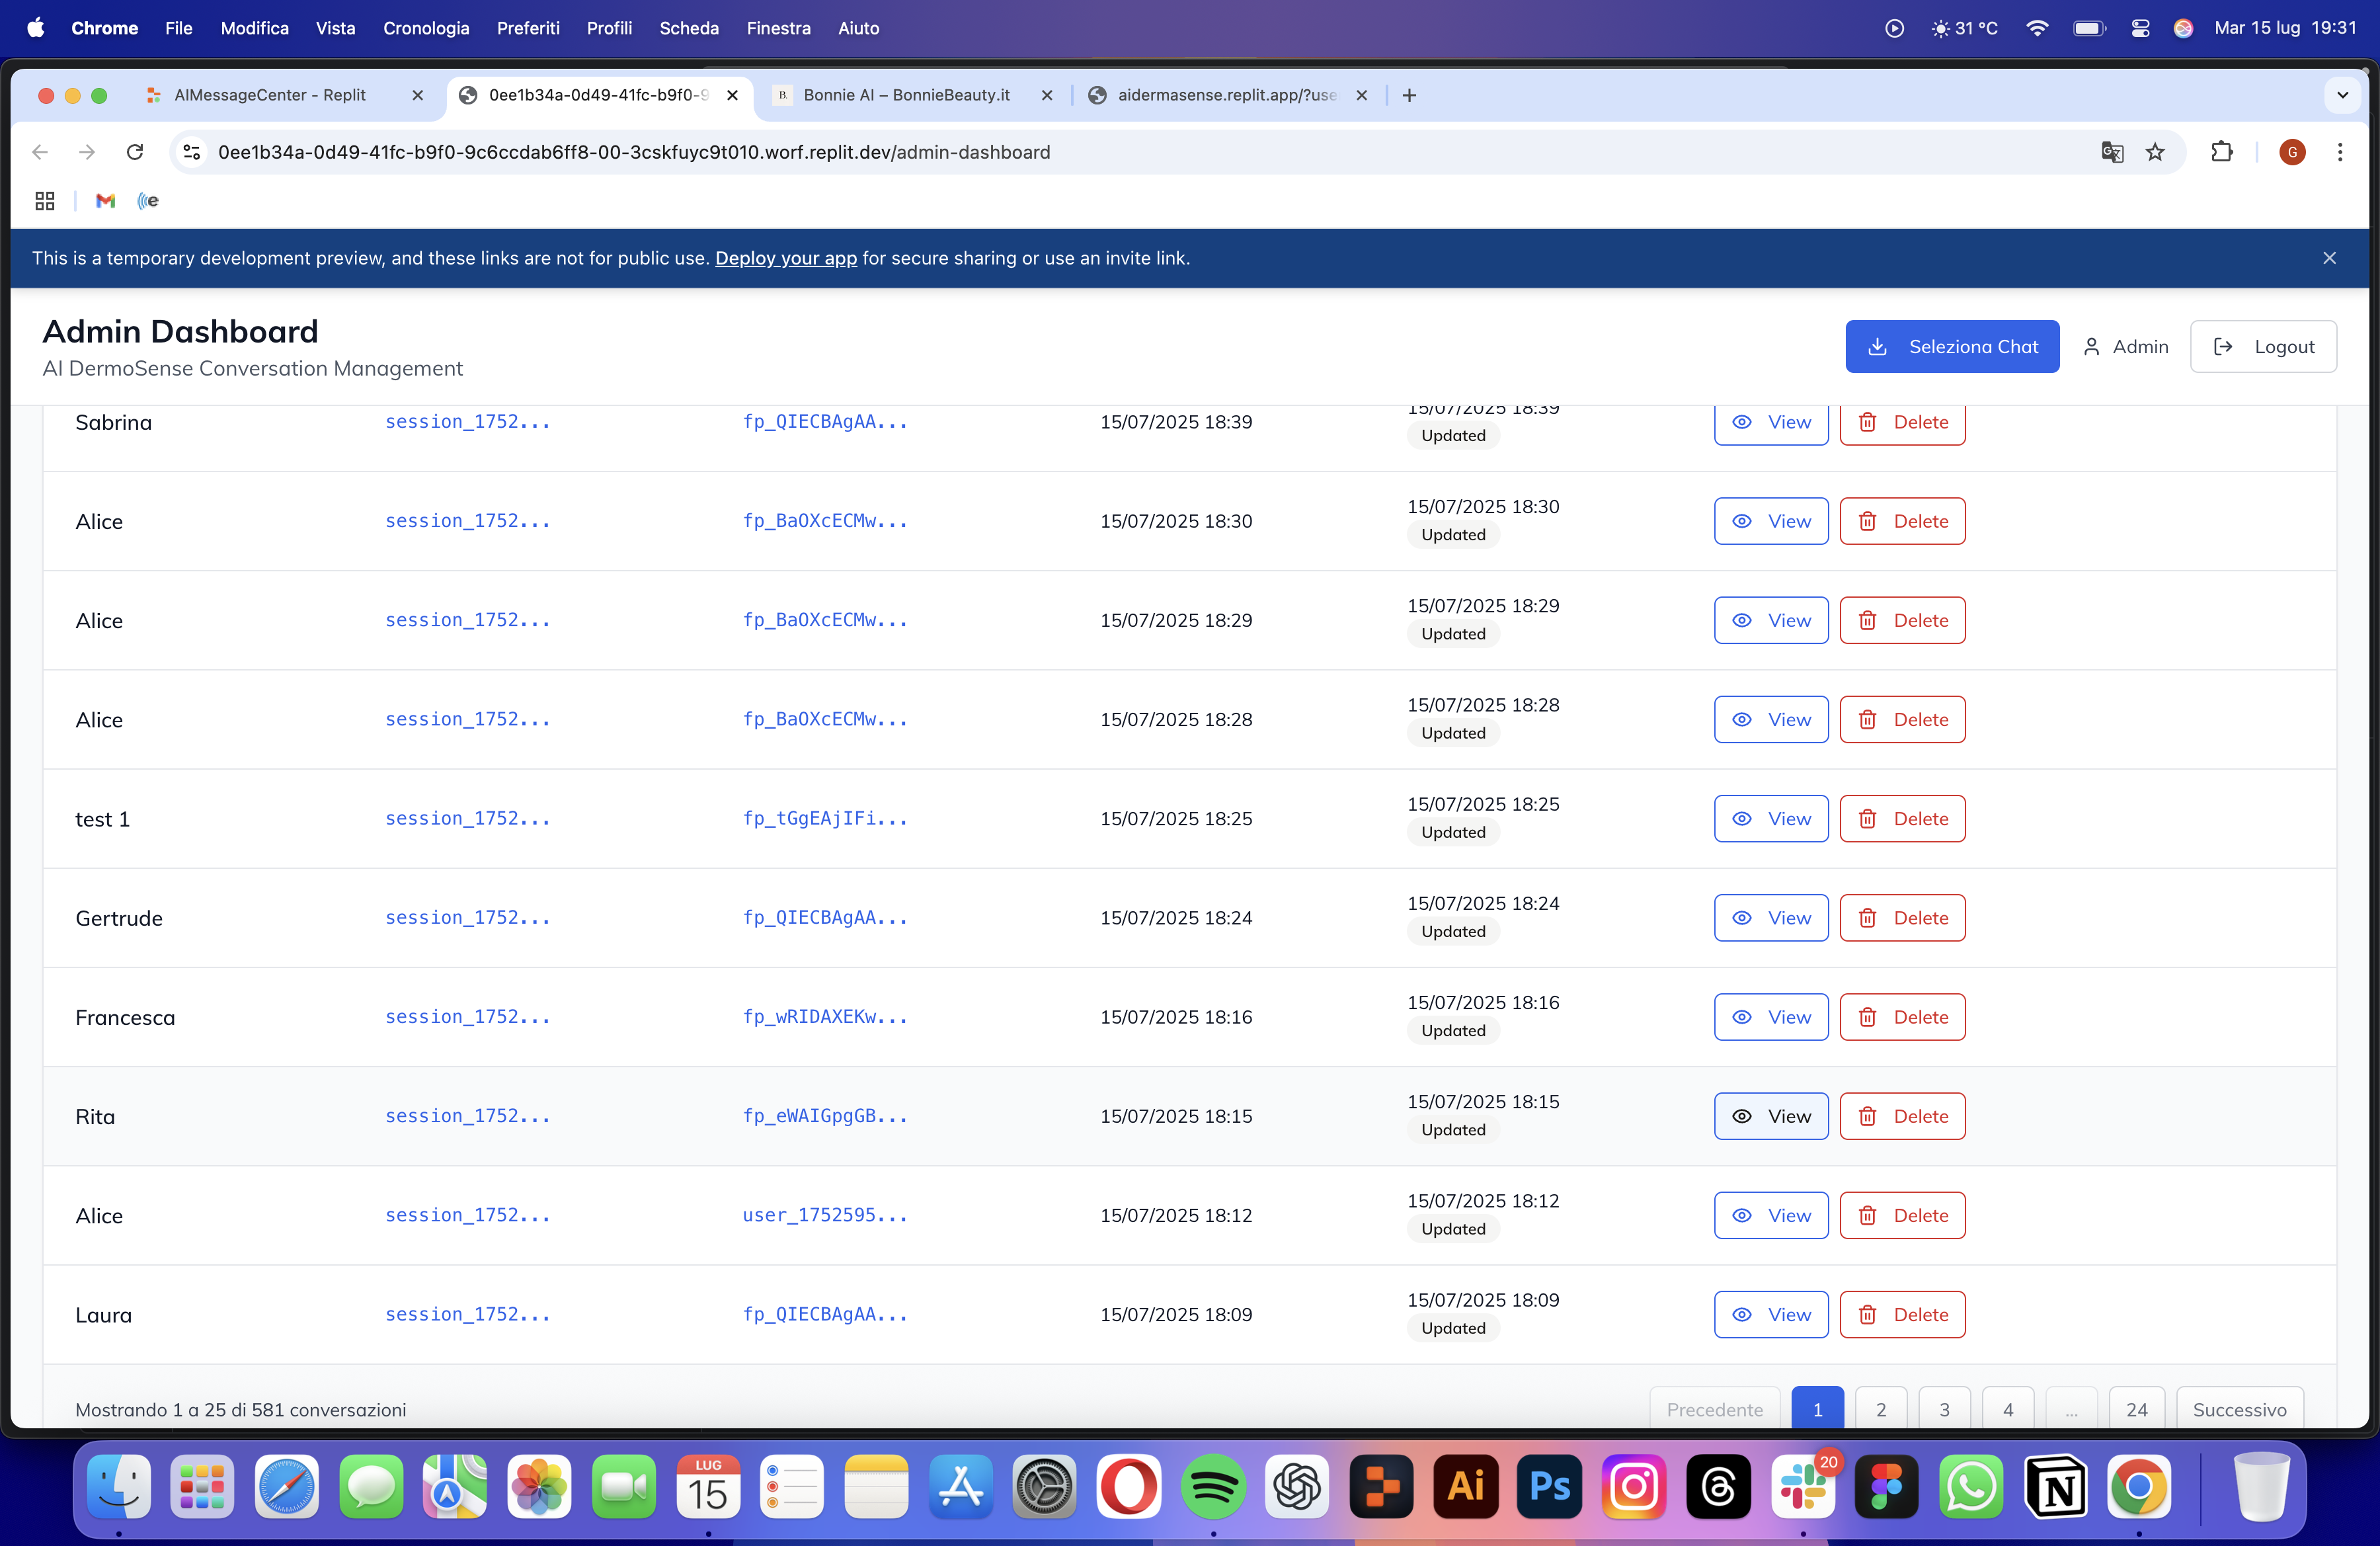 Chrome File Modifica Vista Cronologia Preferiti Profili Scheda Finestra Aiuto 31 °C Mar 15 lug 19:31
AIMessageCenter - Replit 0ee1b34a-0d49-41fc-b9f0-9 Bonnie AI – BonnieBeauty.it aidermasense.replit.app/?use
0ee1b34a-0d49-41fc-b9f0-9c6ccdab6ff8-00-3cskfuyc9t010.worf.replit.dev/admin-dashboard G
This is a temporary development preview, and these links are not for public use. Deploy your app for secure sharing or use an invite link.
Admin Dashboard
AI DermoSense Conversation Management
Seleziona Chat Admin Logout
Sabrina session_1752... fp_QIECBAgAA... 15/07/2025 18:39 15/07/2025 18:39 Updated View Delete
Alice session_1752... fp_BaOXcECMw... 15/07/2025 18:30 15/07/2025 18:30 Updated View Delete
Alice session_1752... fp_BaOXcECMw... 15/07/2025 18:29 15/07/2025 18:29 Updated View Delete
Alice session_1752... fp_BaOXcECMw... 15/07/2025 18:28 15/07/2025 18:28 Updated View Delete
test 1 session_1752... fp_tGgEAjIFi... 15/07/2025 18:25 15/07/2025 18:25 Updated View Delete
Gertrude session_1752... fp_QIECBAgAA... 15/07/2025 18:24 15/07/2025 18:24 Updated View Delete
Francesca session_1752... fp_wRIDAXEKw... 15/07/2025 18:16 15/07/2025 18:16 Updated View Delete
Rita session_1752... fp_eWAIGpgGB... 15/07/2025 18:15 15/07/2025 18:15 Updated View Delete
Alice session_1752... user_1752595... 15/07/2025 18:12 15/07/2025 18:12 Updated View Delete
Laura session_1752... fp_QIECBAgAA... 15/07/2025 18:09 15/07/2025 18:09 Updated View Delete
Mostrando 1 a 25 di 581 conversazioni Precedente 1 2 3 4 ... 24 Successivo
LUG
15
Ai
Ps
20